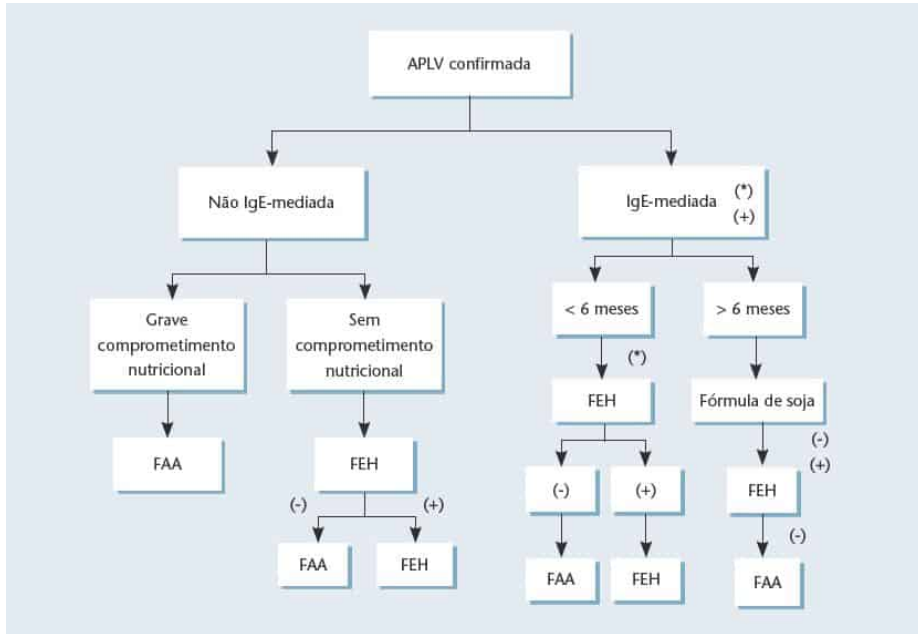 APLV confirmada
Não IgE-mediada
IgE-mediada
(*)
(+)
Grave
comprometimento
nutricional
Sem
comprometimento
nutricional
< 6 meses
> 6 meses
(*)
FAA
FEH
FEH
Fórmula de soja
(-)
(+)
(-)
(+)
(-)
(+)
FEH
(-)
FAA
FEH
FAA
FEH
FAA